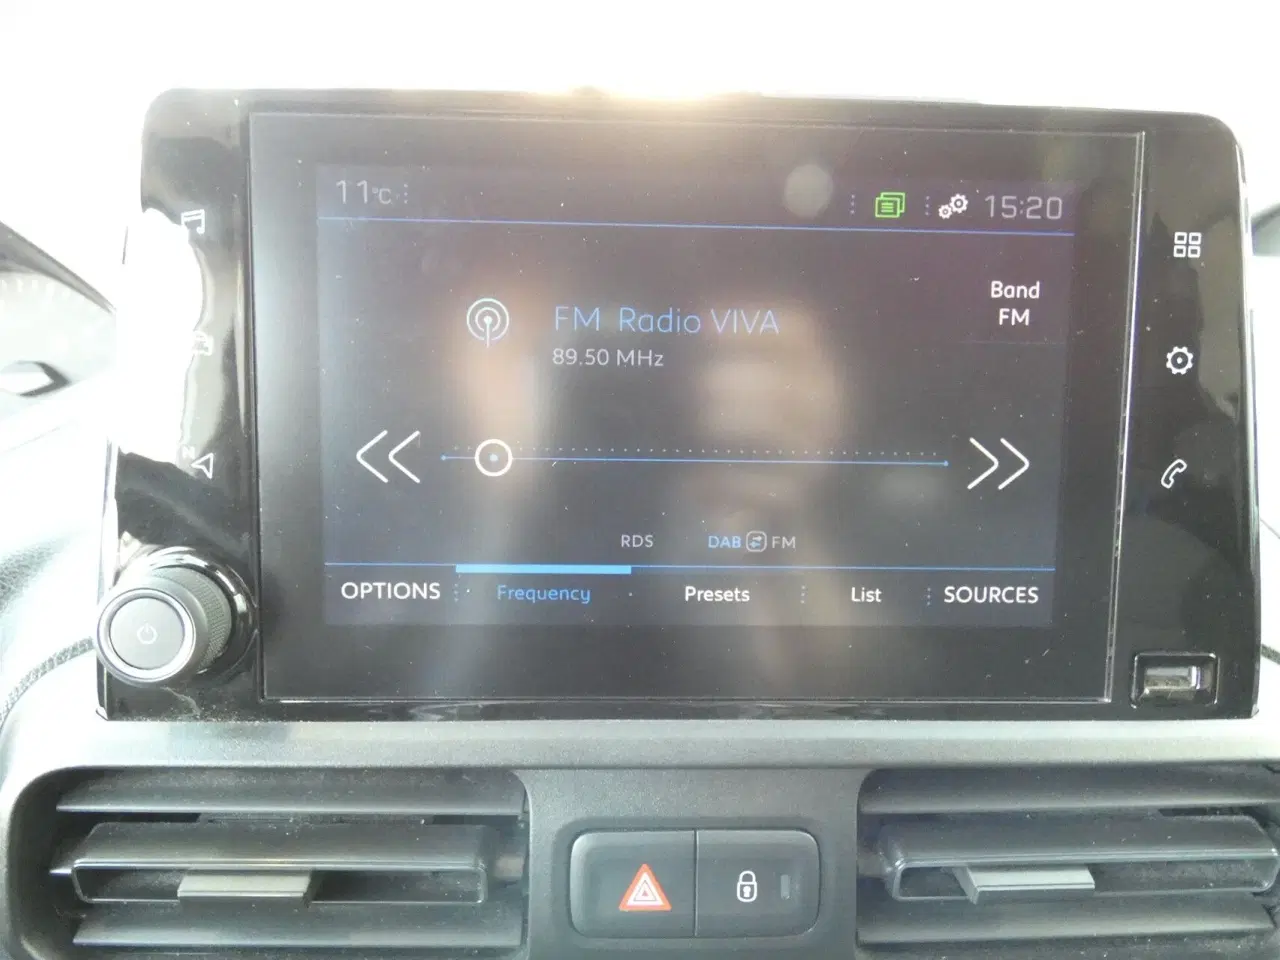 11°C
15:20
Band
FM
FM Radio VIVA
89.50 MHz
N
RDS
DAB FM
OPTIONS Frequency Presets List SOURCES